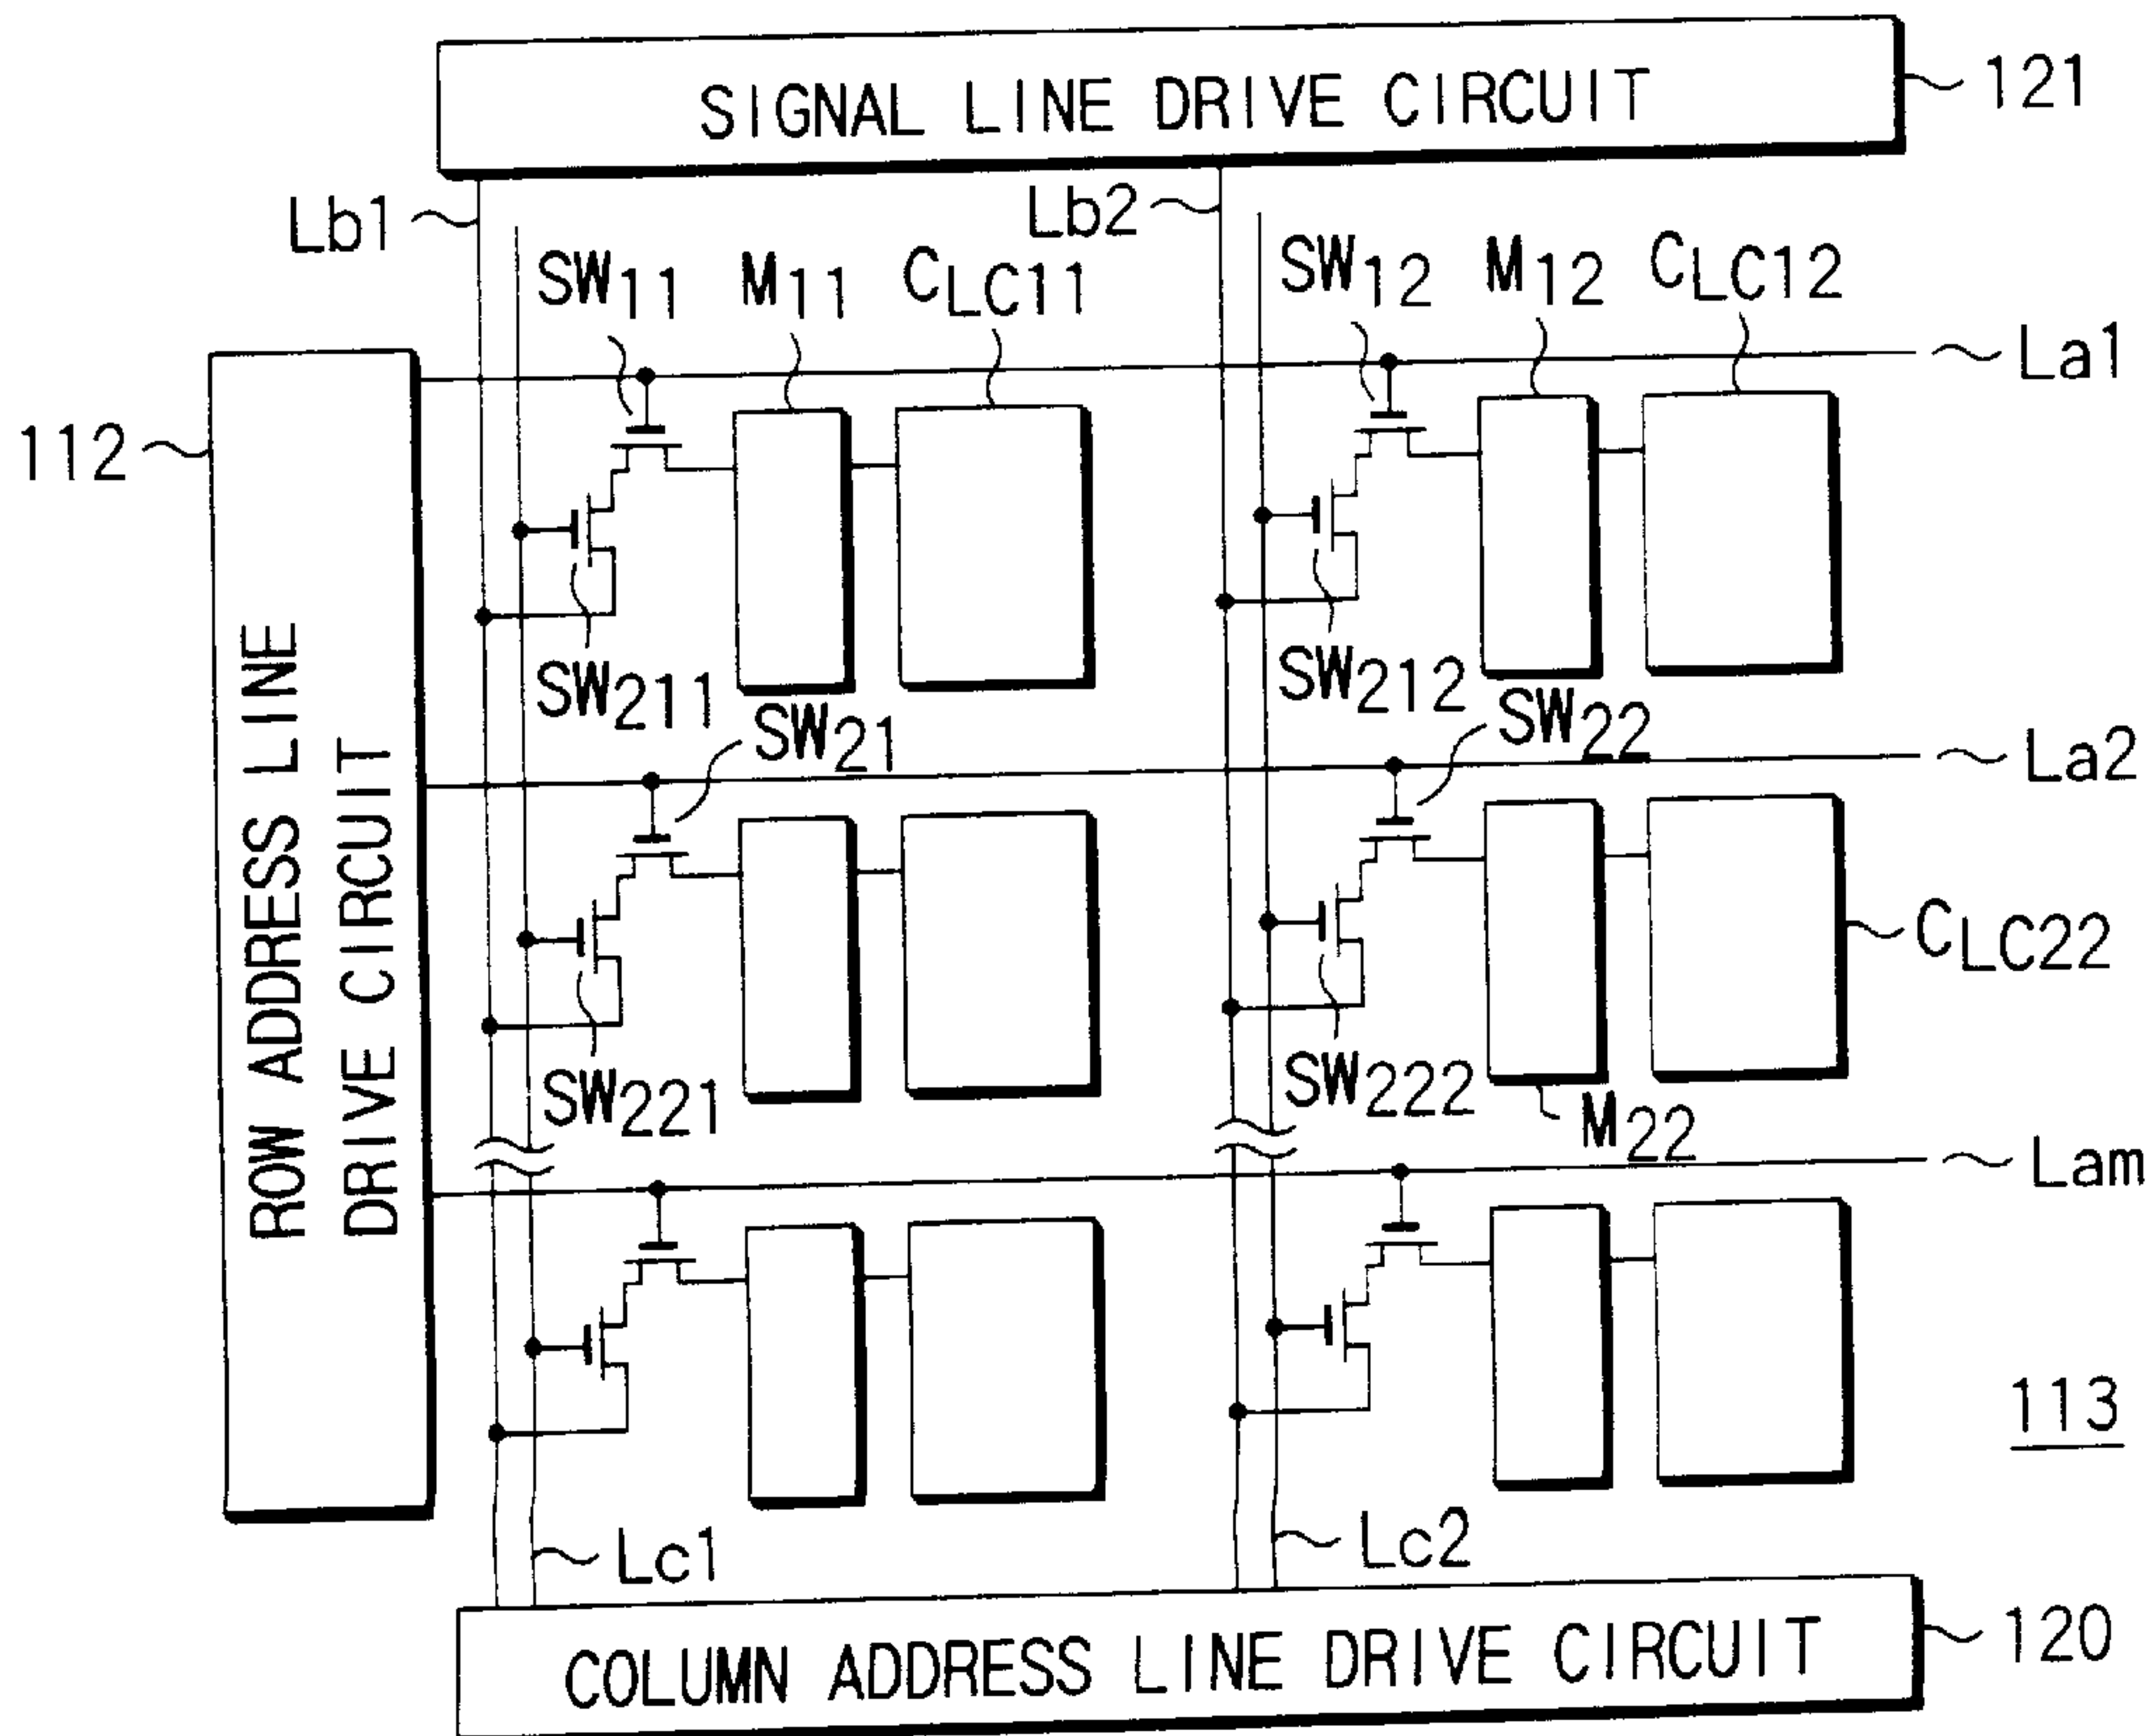 SIGNAL LINE DRIVE CIRCUIT
121
Lb1
Lb2
SW11
M11
CLC11
SW12
M12
CLC12
La1
112
ROW ADDRESS LINE
DRIVE CIRCUIT
SW211
SW212
SW21
SW22
La2
CLC22
SW221
SW222
M22
Lam
113
Lc1
Lc2
COLUMN ADDRESS LINE DRIVE CIRCUIT
120